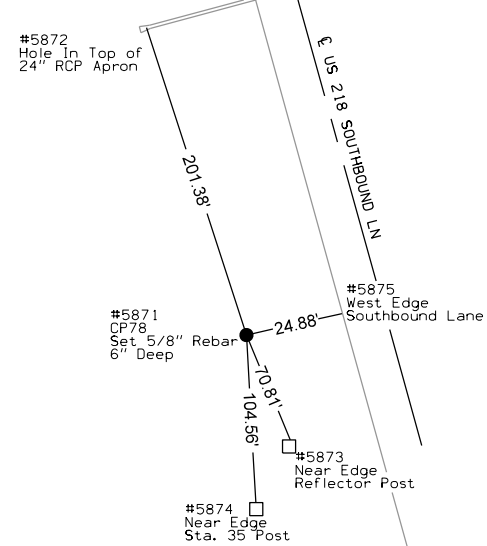 #5872
Hole In Top of
24" RCP Apron
℄ US 218 SOUTHBOUND LN
201.38'
#5875
West Edge
Southbound Lane
#5871
CP78
Set 5/8" Rebar
6" Deep
24.88'
70.81'
104.56'
#5873
Near Edge
Reflector Post
#5874
Near Edge
Sta. 35 Post